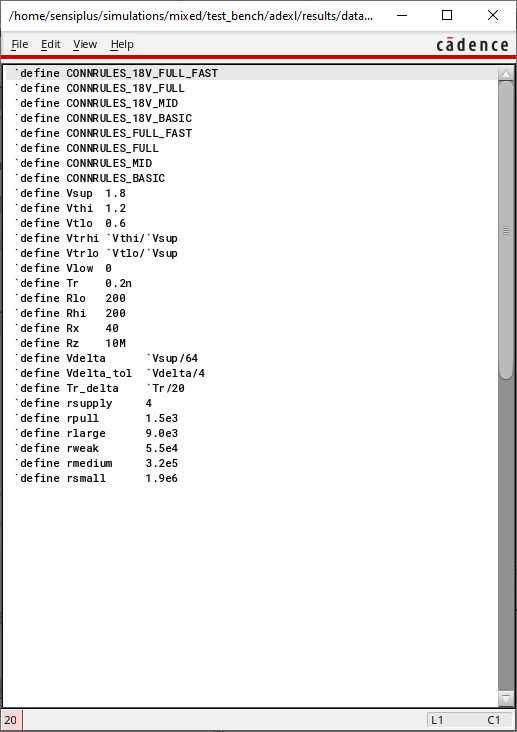 /home/sensiplus/simulations/mixed/test_bench/adexl/results/data...
File Edit View Help
cādence
`define CONNRULES_18V_FULL_FAST
`define CONNRULES_18V_FULL
`define CONNRULES_18V_MID
`define CONNRULES_18V_BASIC
`define CONNRULES_FULL_FAST
`define CONNRULES_FULL
`define CONNRULES_MID
`define CONNRULES_BASIC
`define Vsup 1.8
`define Vthi 1.2
`define Vtlo 0.6
`define Vtrhi `Vthi/`Vsup
`define Vtrlo `Vtlo/`Vsup
`define Vlow 0
`define Tr 0.2n
`define Rlo 200
`define Rhi 200
`define Rx 40
`define Rz 10M
`define Vdelta `Vsup/64
`define Vdelta_tol `Vdelta/4
`define Tr_delta `Tr/20
`define rsupply 4
`define rpull 1.5e3
`define rlarge 9.0e3
`define rweak 5.5e4
`define rmedium 3.2e5
`define rsmall 1.9e6
20 L1 C1